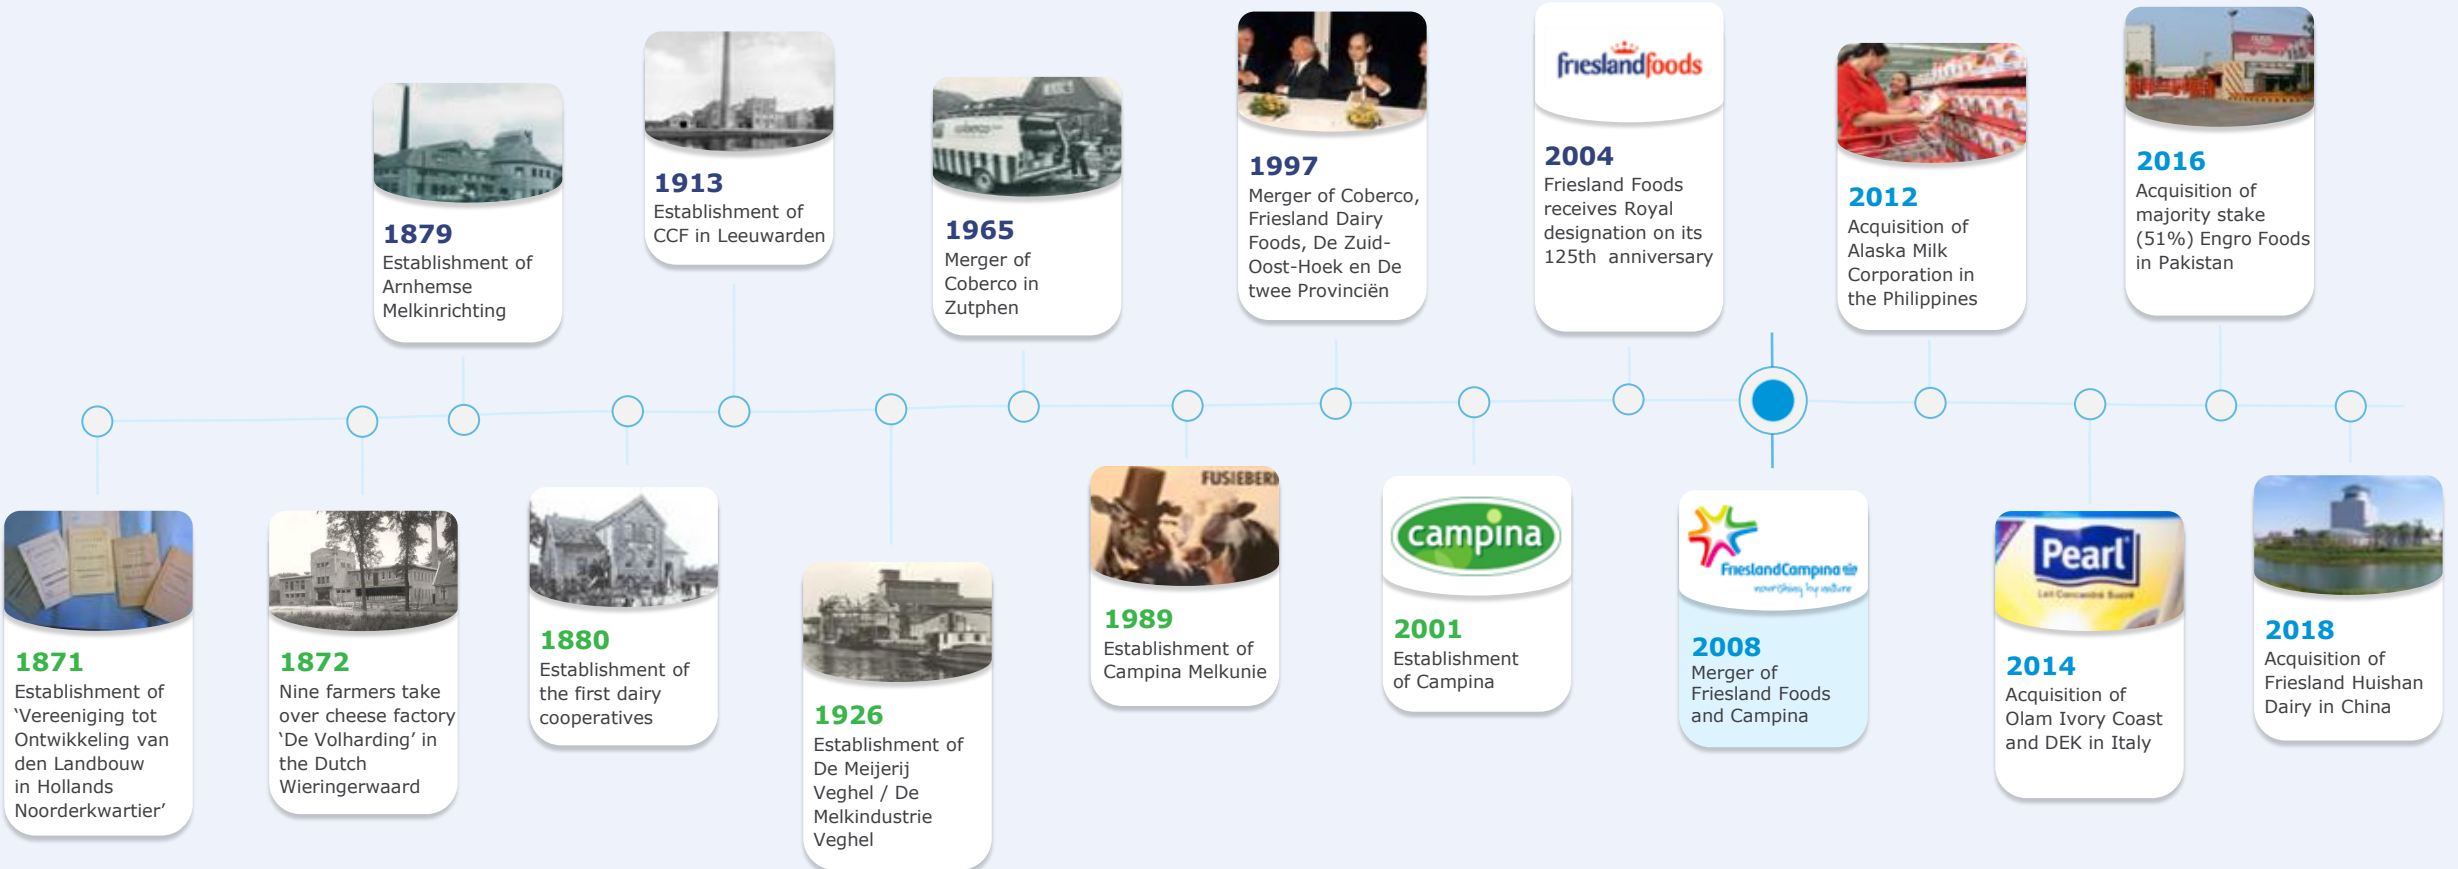 1871
Establishment of
‘Vereeniging tot
Ontwikkeling van
den Landbouw
in Hollands
Noorderkwartier’
1872
Nine farmers take
over cheese factory
‘De Volharding’ in
the Dutch
Wieringerwaard
1879
Establishment of
Arnhemse
Melkinrichting
1880
Establishment of
the first dairy
cooperatives
1913
Establishment of
CCF in Leeuwarden
1926
Establishment of
De Meijerij
Veghel / De
Melkindustrie
Veghel
coberco
1965
Merger of
Coberco in
Zutphen
1989
Establishment of
Campina Melkunie
1997
Merger of Coberco,
Friesland Dairy
Foods, De Zuid-
Oost-Hoek en De
twee Provinciën
campina
2001
Establishment
of Campina
frieslandfoods
2004
Friesland Foods
receives Royal
designation on its
125th anniversary
FrieslandCampina
nourishing by nature
2008
Merger of
Friesland Foods
and Campina
2012
Acquisition of
Alaska Milk
Corporation in
the Philippines
Pearl
Lait Concentré Sucré
2014
Acquisition of
Olam Ivory Coast
and DEK in Italy
2016
Acquisition of
majority stake
(51%) Engro Foods
in Pakistan
2018
Acquisition of
Friesland Huishan
Dairy in China